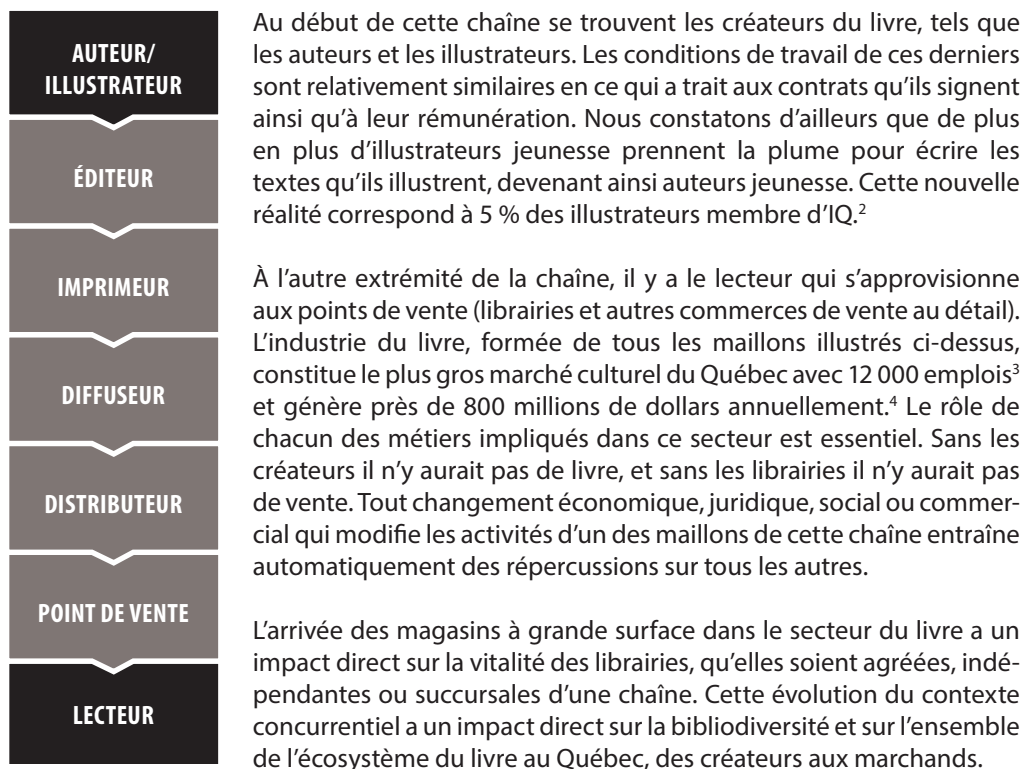 AUTEUR/
ILLUSTRATEUR
ÉDITEUR
IMPRIMEUR
DIFFUSEUR
DISTRIBUTEUR
POINT DE VENTE
LECTEUR
Au début de cette chaîne se trouvent les créateurs du livre, tels que
les auteurs et les illustrateurs. Les conditions de travail de ces derniers
sont relativement similaires en ce qui a trait aux contrats qu’ils signent
ainsi qu’à leur rémunération. Nous constatons d’ailleurs que de plus
en plus d’illustrateurs jeunesse prennent la plume pour écrire les
textes qu’ils illustrent, devenant ainsi auteurs jeunesse. Cette nouvelle
réalité correspond à 5 % des illustrateurs membre d’IQ.²
À l’autre extrémité de la chaîne, il y a le lecteur qui s’approvisionne
aux points de vente (librairies et autres commerces de vente au détail).
L’industrie du livre, formée de tous les maillons illustrés ci-dessus,
constitue le plus gros marché culturel du Québec avec 12 000 emplois³
et génère près de 800 millions de dollars annuellement.⁴ Le rôle de
chacun des métiers impliqués dans ce secteur est essentiel. Sans les
créateurs il n’y aurait pas de livre, et sans les librairies il n’y aurait pas
de vente. Tout changement économique, juridique, social ou commer-
cial qui modifie les activités d’un des maillons de cette chaîne entraîne
automatiquement des répercussions sur tous les autres.
L’arrivée des magasins à grande surface dans le secteur du livre a un
impact direct sur la vitalité des librairies, qu’elles soient agréées, indé-
pendantes ou succursales d’une chaîne. Cette évolution du contexte
concurrentiel a un impact direct sur la bibliodiversité et sur l’ensemble
de l’écosystème du livre au Québec, des créateurs aux marchands.